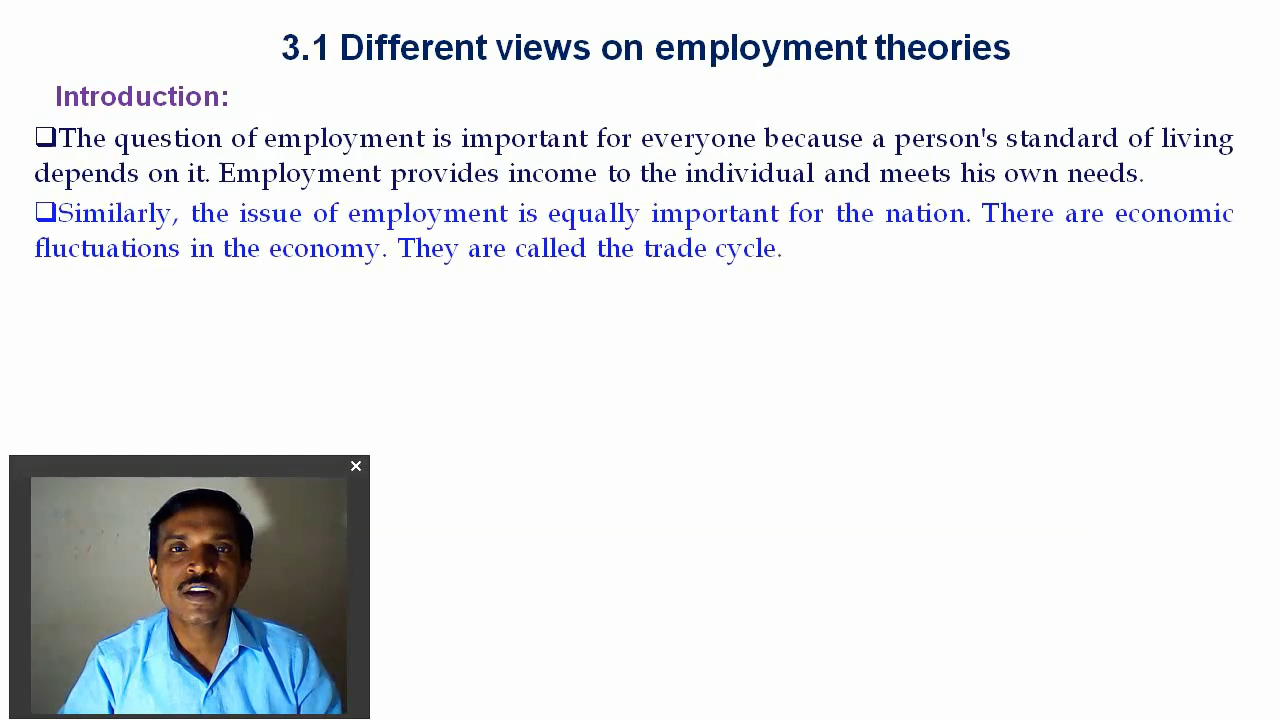 3.1 Different views on employment theories
Introduction:
❑The question of employment is important for everyone because a person's standard of living
depends on it. Employment provides income to the individual and meets his own needs.
❑Similarly, the issue of employment is equally important for the nation. There are economic
fluctuations in the economy. They are called the trade cycle.